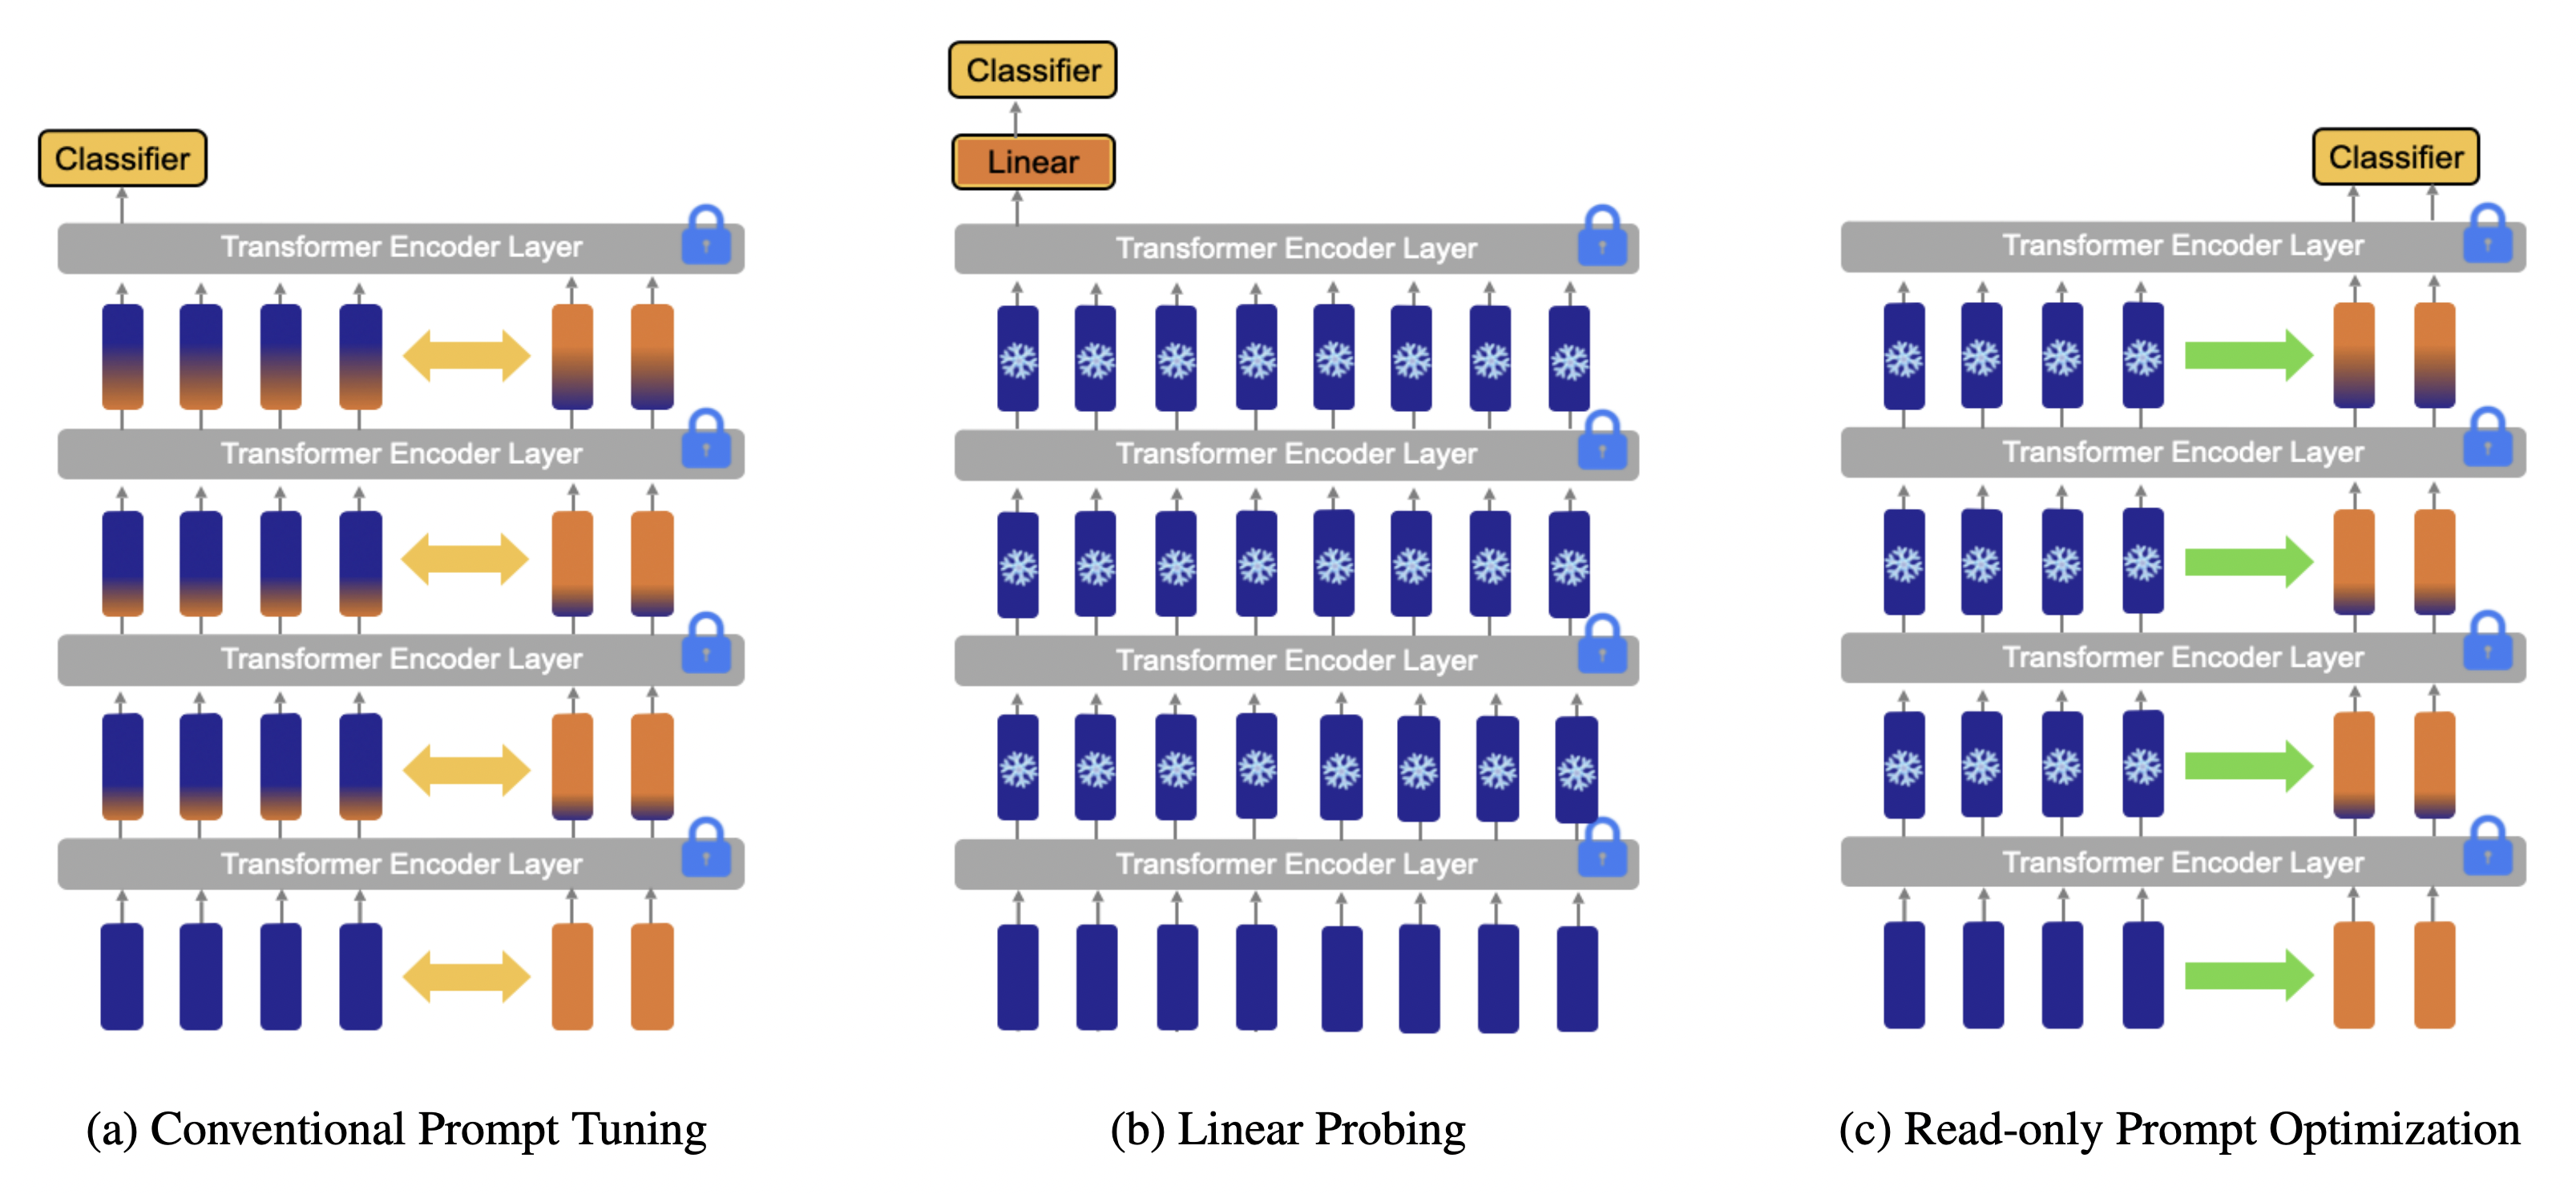 Classifier
Transformer Encoder Layer
Transformer Encoder Layer
Transformer Encoder Layer
Transformer Encoder Layer
(a) Conventional Prompt Tuning
Classifier
Linear
Transformer Encoder Layer
Transformer Encoder Layer
Transformer Encoder Layer
Transformer Encoder Layer
(b) Linear Probing
Classifier
Transformer Encoder Layer
Transformer Encoder Layer
Transformer Encoder Layer
Transformer Encoder Layer
(c) Read-only Prompt Optimization